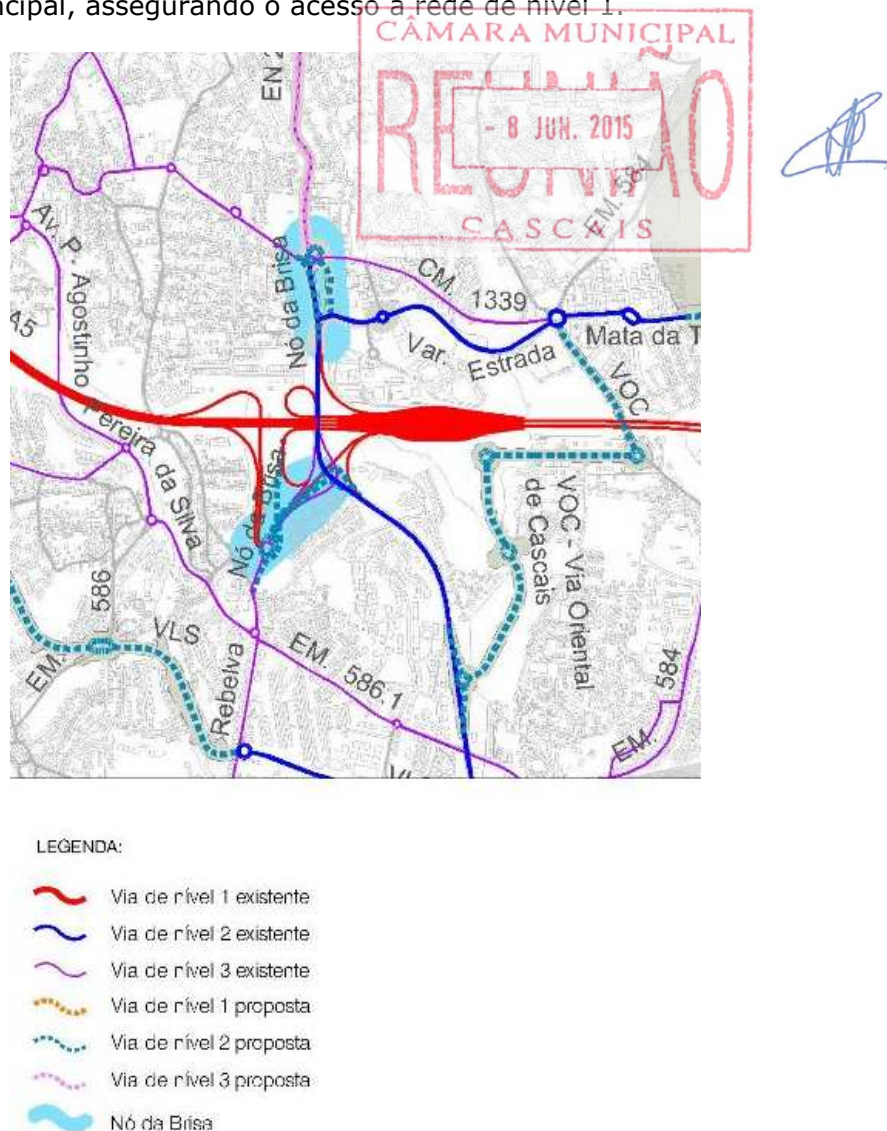 ncipal, assegurando o acesso à rede de nível 1.
CÂMARA MUNICIPAL
REUNIÃO
- 8 JUN. 2015
CASCAIS
EN
EM. 584
Av. P. Agostinho Pereira da Silva
Nó da Brisa
CM. 1339
A5
Var. Estrada Mata da T
VOC
Nó da Brisa
VOC - Via Oriental
de Cascais
586
EM.
VLS
Rebelva
EM. 586.1
584
EM.
LEGENDA:
Via de nível 1 existente
Via de nível 2 existente
Via de nível 3 existente
Via de nível 1 proposta
Via de nível 2 proposta
Via de nível 3 proposta
Nó da Brisa